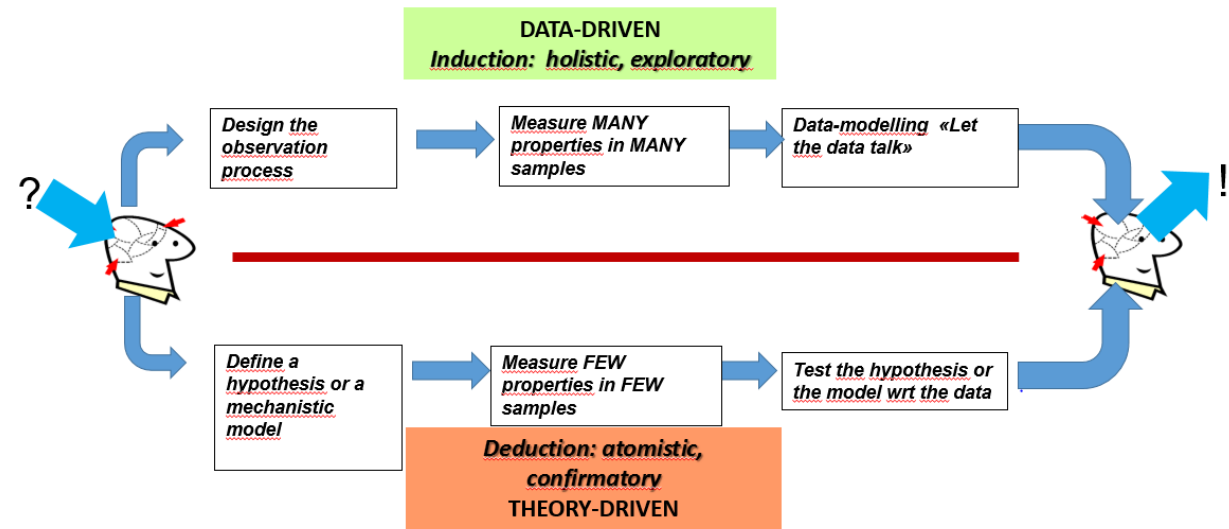 DATA-DRIVEN
Induction: holistic, exploratory
Design the
observation
process
Measure MANY
properties in MANY
samples
Data-modelling «Let
the data talk»
?
!
Define a
hypothesis or a
mechanistic
model
Measure FEW
properties in FEW
samples
Test the hypothesis or
the model wrt the data
Deduction: atomistic,
confirmatory
THEORY-DRIVEN